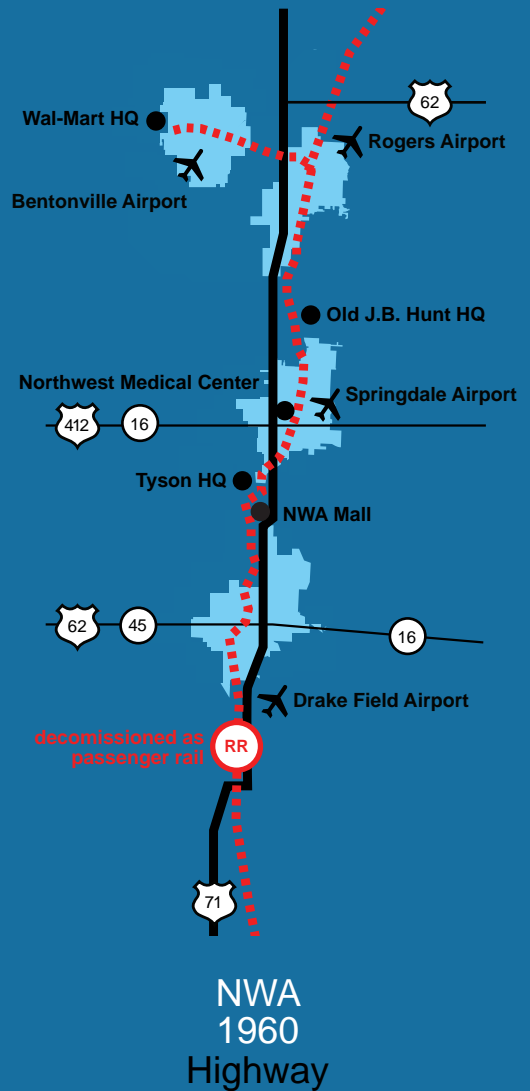 62
Wal-Mart HQ
Rogers Airport
Bentonville Airport
Old J.B. Hunt HQ
Northwest Medical Center
Springdale Airport
412
16
Tyson HQ
NWA Mall
62
45
16
Drake Field Airport
decomissioned as
passenger rail
RR
71
NWA
1960
Highway